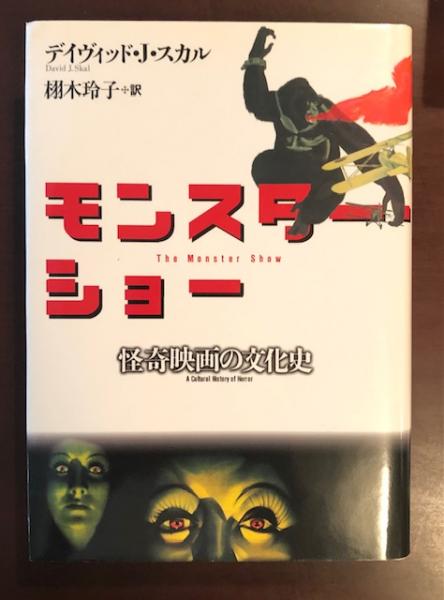 デイヴィッド・J・スカル
David J. Skal
栩木玲子✢訳
モンスター
The Monster Show
ショー
怪奇映画の文化史
A Cultural History of Horror